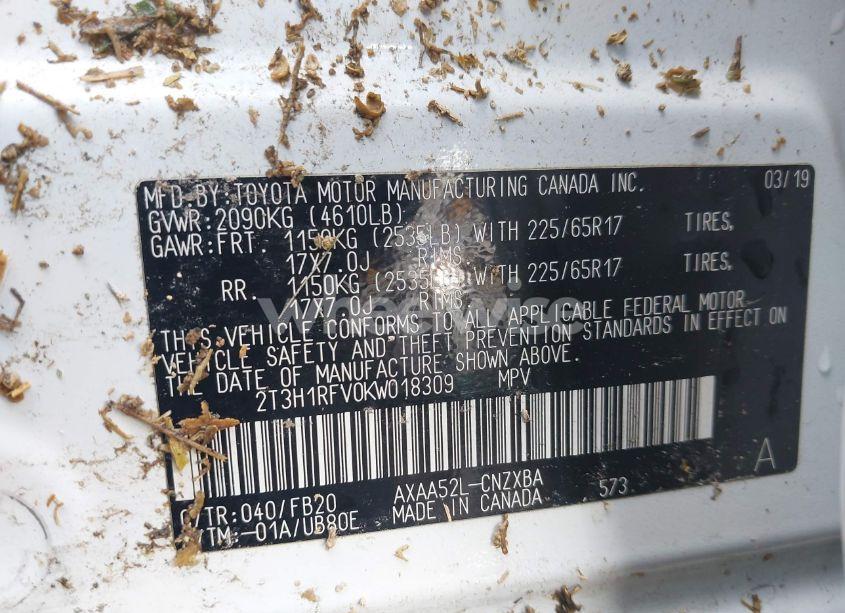 MFD BY TOYOTA MOTOR MANUFACTURING CANADA INC. 03/19
GVWR:2090KG (4610LB)
GAWR:FRT. 1150KG (2535LB) WITH 225/65R17 TIRES,
17X7.0J RIMS
RR. 1150KG (2535LB) WITH 225/65R17 TIRES,
17X7.0J RIMS
THIS VEHICLE CONFORMS TO ALL APPLICABLE FEDERAL MOTOR
VEHICLE SAFETY AND THEFT PREVENTION STANDARDS IN EFFECT ON
THE DATE OF MANUFACTURE SHOWN ABOVE.
2T3H1RFV0KW018309 MPV
C/TR:040/FB20 AXAA52L-CNZXBA 573 A
A/TM:-01A/UB80E MADE IN CANADA